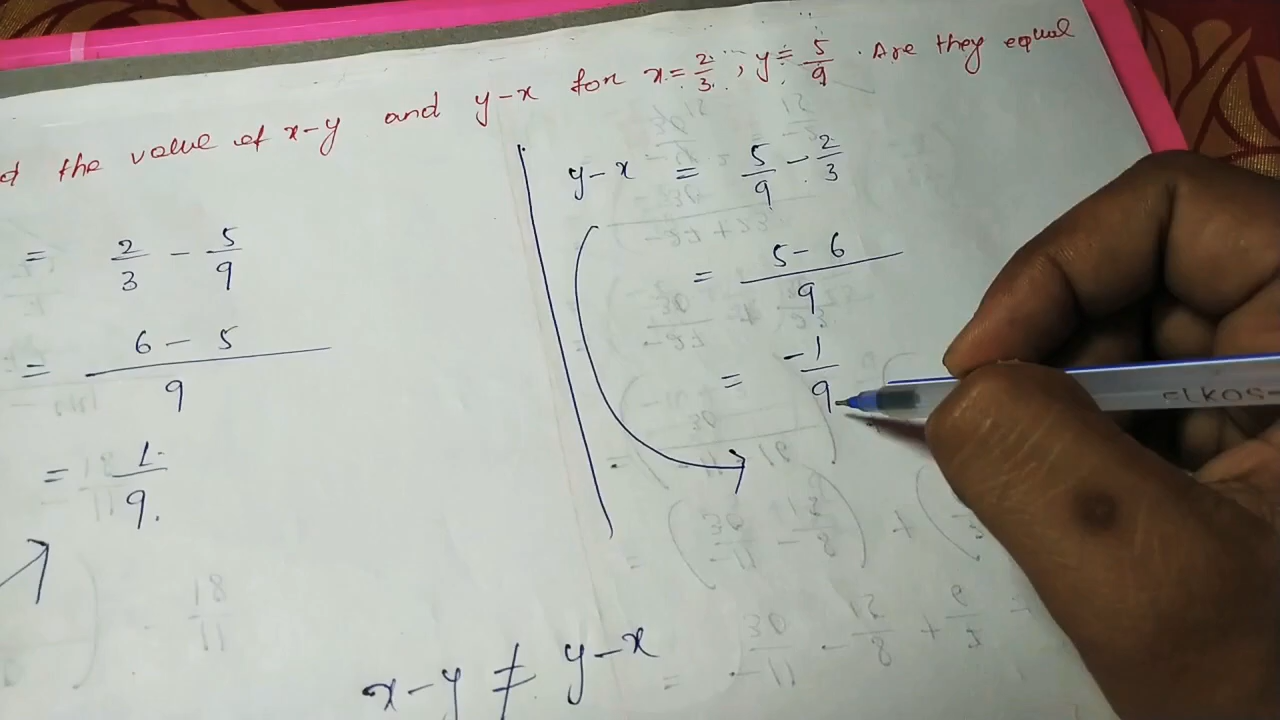 the value of x-y and y-x for x = 2/3, y = 5/9. Are they equal
= 2/3 - 5/9
= 6 - 5 / 9
= 1/9.
y-x = 5/9 - 2/3
= 5 - 6 / 9
= -1/9
x-y ≠ y-x
ELKOS